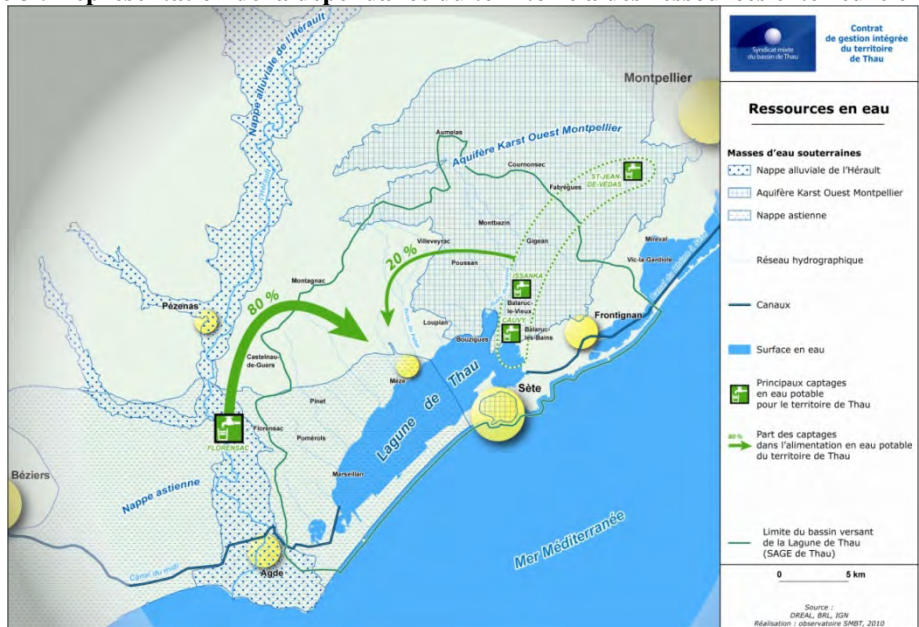 Syndicat mixte
du bassin de Thau
Contrat
de gestion intégrée
du territoire
de Thau
Ressources en eau
Masses d'eau souterraines
Nappe alluviale de l'Hérault
Aquifère Karst Ouest Montpellier
Nappe astienne
Réseau hydrographique
Canaux
Surface en eau
Principaux captages
en eau potable
pour le territoire de Thau
80 %
Part des captages
dans l'alimentation en eau potable
du territoire de Thau
Limite du bassin versant
de la Lagune de Thau
(SAGE de Thau)
0 5 km
Source :
DREAL, BRL, IGN
Réalisation : observatoire SMBT, 2010
Nappe alluviale de l'Hérault
Montpellier
Aumelas
Aquifère Karst Ouest Montpellier
Cournonsec
ST-JEAN-
DE-VEDAS
Fabrègues
Montbazin
Villeveyrac
Gigean
Mireval
Vic-la Gardiole
Poussan
20 %
Montagnac
ISSANKA
Balaruc-
le-Vieux
Pézenas
80 %
Loupian
CAUVY
Frontignan
Bouzigues
Balaruc-
les-Bains
Castelnau-
de-Guers
Mèze
Sète
Pinet
Lagune de Thau
Florensac
Pomérols
FLORENSAC
Béziers
Marseillan
Nappe astienne
Mer Méditerranée
Canal du midi
Agde